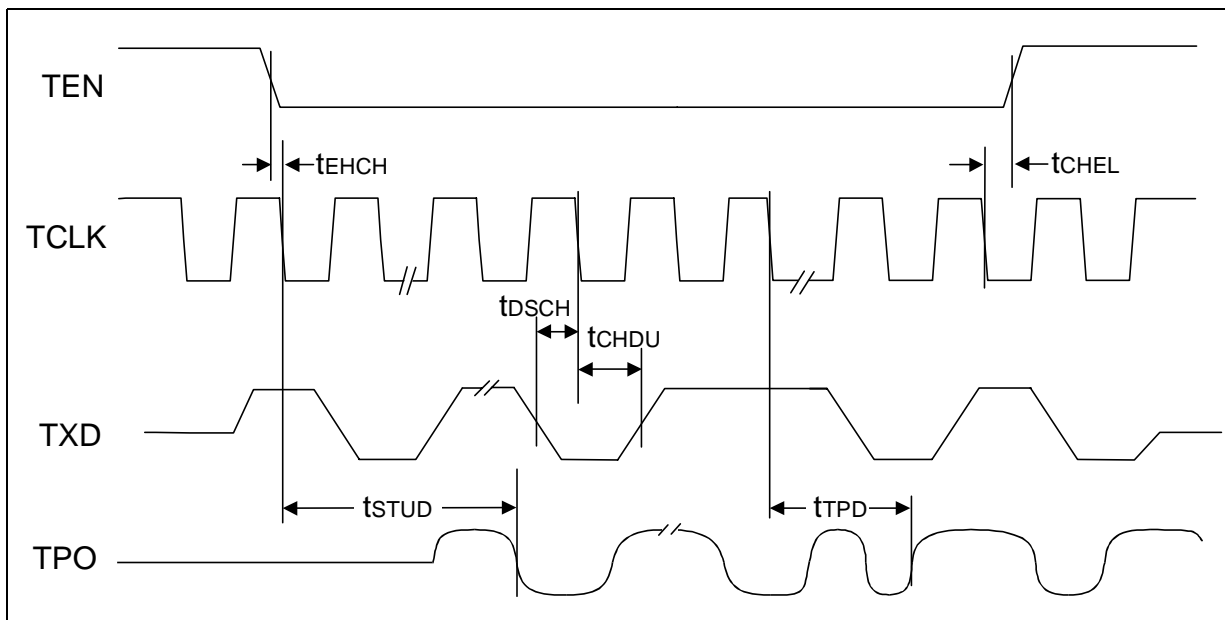 TEN
tEHCH
tCHEL
TCLK
tDSCH
tCHDU
TXD
tSTUD
tTPD
TPO